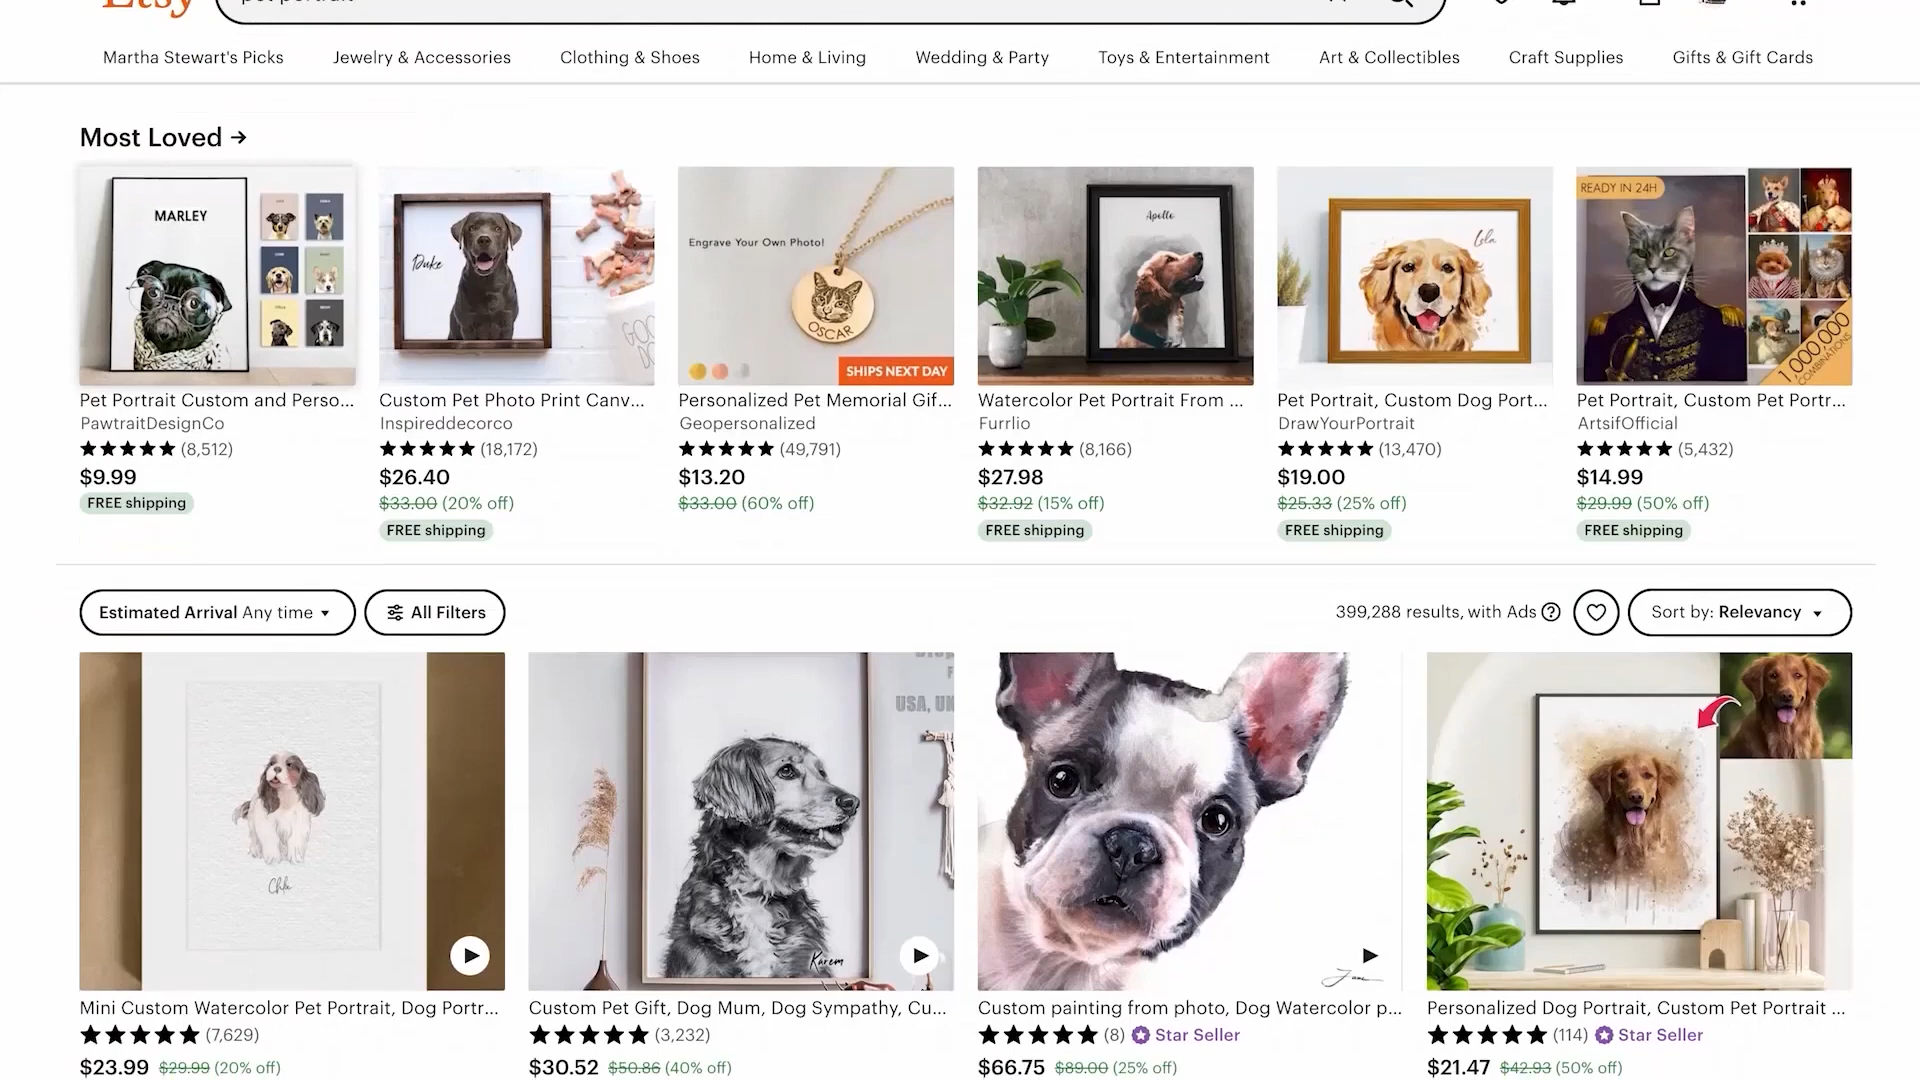 Etsy
pet portrait
Martha Stewart's Picks
Jewelry & Accessories
Clothing & Shoes
Home & Living
Wedding & Party
Toys & Entertainment
Art & Collectibles
Craft Supplies
Gifts & Gift Cards
Most Loved →
MARLEY
Duke
GOOD
Engrave Your Own Photo!
OSCAR
SHIPS NEXT DAY
Apollo
Lola
READY IN 24H
1,000,000
COMBINATIONS
Pet Portrait Custom and Perso...
PawtraitDesignCo
(8,512)
$9.99
FREE shipping
Custom Pet Photo Print Canv...
Inspireddecorco
(18,172)
$26.40
$33.00 (20% off)
FREE shipping
Personalized Pet Memorial Gif...
Geopersonalized
(49,791)
$13.20
$33.00 (60% off)
Watercolor Pet Portrait From ...
Furrlio
(8,166)
$27.98
$32.92 (15% off)
FREE shipping
Pet Portrait, Custom Dog Port...
DrawYourPortrait
(13,470)
$19.00
$25.33 (25% off)
FREE shipping
Pet Portrait, Custom Pet Portr...
ArtsifOfficial
(5,432)
$14.99
$29.99 (50% off)
FREE shipping
Estimated Arrival Any time
All Filters
399,288 results, with Ads ?
Sort by: Relevancy
USA, UN
Karem
Mini Custom Watercolor Pet Portrait, Dog Portr...
(7,629)
$23.99 $29.99 (20% off)
Custom Pet Gift, Dog Mum, Dog Sympathy, Cu...
(3,232)
$30.52 $50.86 (40% off)
Custom painting from photo, Dog Watercolor p...
(8) Star Seller
$66.75 $89.00 (25% off)
Personalized Dog Portrait, Custom Pet Portrait ...
(114) Star Seller
$21.47 $42.93 (50% off)